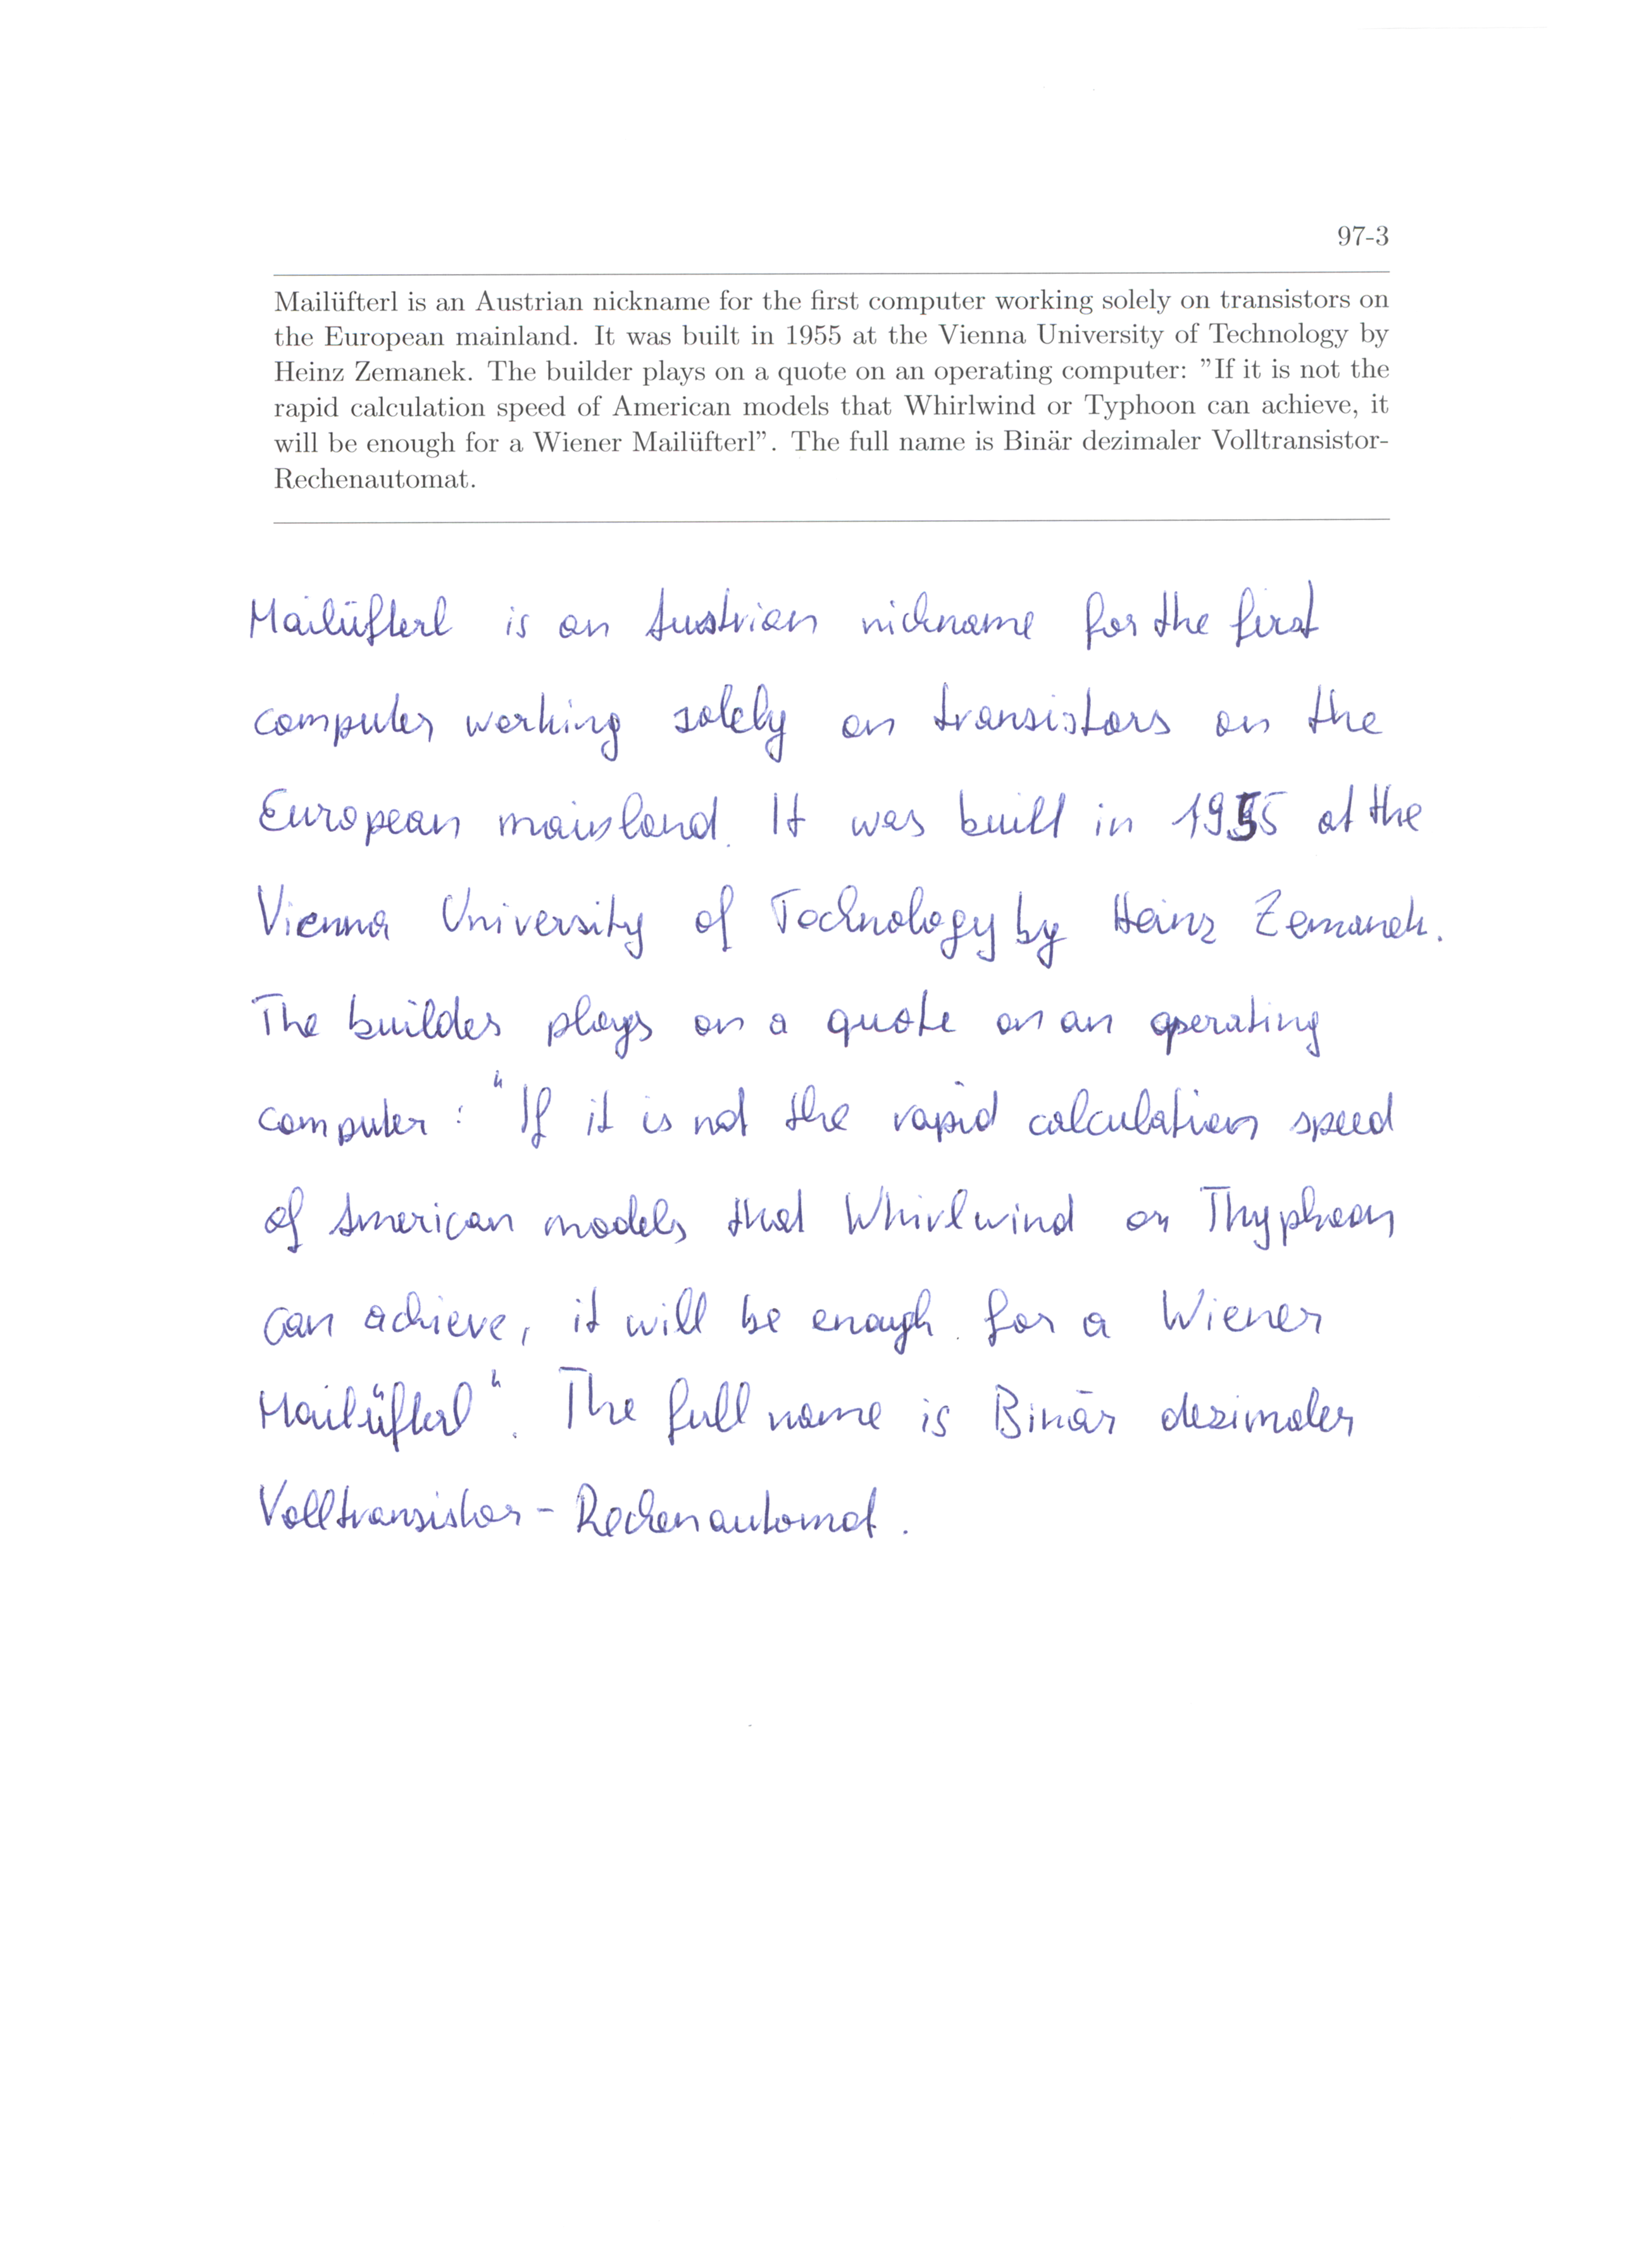 97-3
Mailüfterl is an Austrian nickname for the first computer working solely on transistors on
the European mainland. It was built in 1955 at the Vienna University of Technology by
Heinz Zemanek. The builder plays on a quote on an operating computer: ”If it is not the
rapid calculation speed of American models that Whirlwind or Typhoon can achieve, it
will be enough for a Wiener Mailüfterl”. The full name is Binär dezimaler Volltransistor-
Rechenautomat.
Mailüfterl is an Austrian nickname for the first
computer working solely on transistors on the
European mainland. It was built in 1955 at the
Vienna University of Technology by Heinz Zemanek.
The builder plays on a quote on an operating
computer: "If it is not the rapid calculation speed
of American models that Whirlwind or Thyphoon
can achieve, it will be enough for a Wiener
Mailüfterl". The full name is Binär dezimaler
Volltransistor-Rechenautomat.